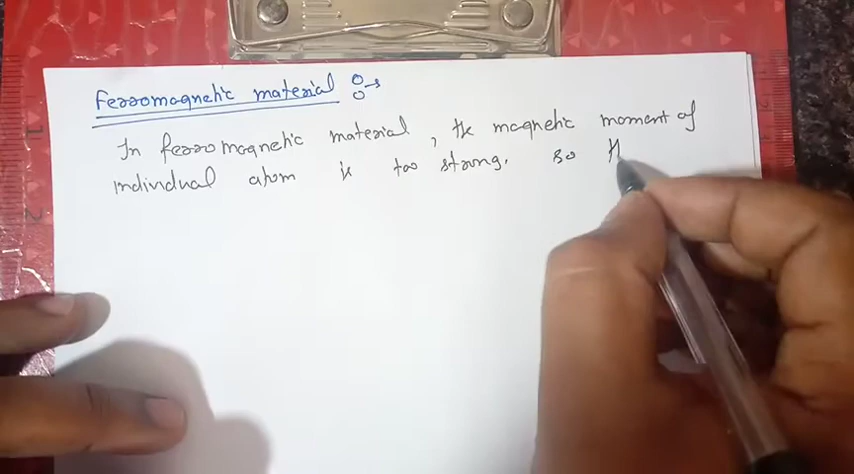 Ferromagnetic material :→
In ferromagnetic material, the magnetic moment of
individual atom is too strong. so